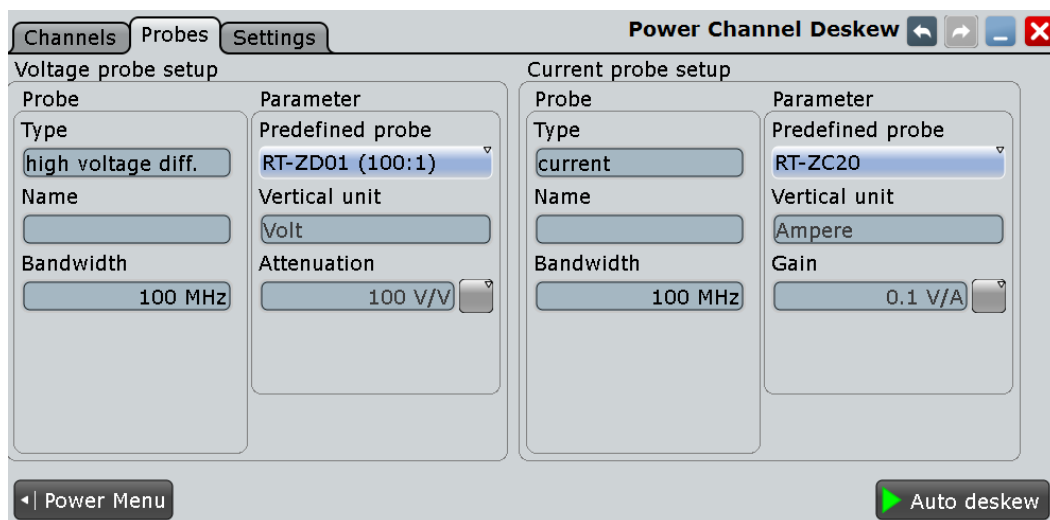 Channels Probes Settings Power Channel Deskew
Voltage probe setup
Probe Parameter
Type Predefined probe
high voltage diff. RT-ZD01 (100:1)
Name Vertical unit
Volt
Bandwidth Attenuation
100 MHz 100 V/V
Current probe setup
Probe Parameter
Type Predefined probe
current RT-ZC20
Name Vertical unit
Ampere
Bandwidth Gain
100 MHz 0.1 V/A
Power Menu Auto deskew